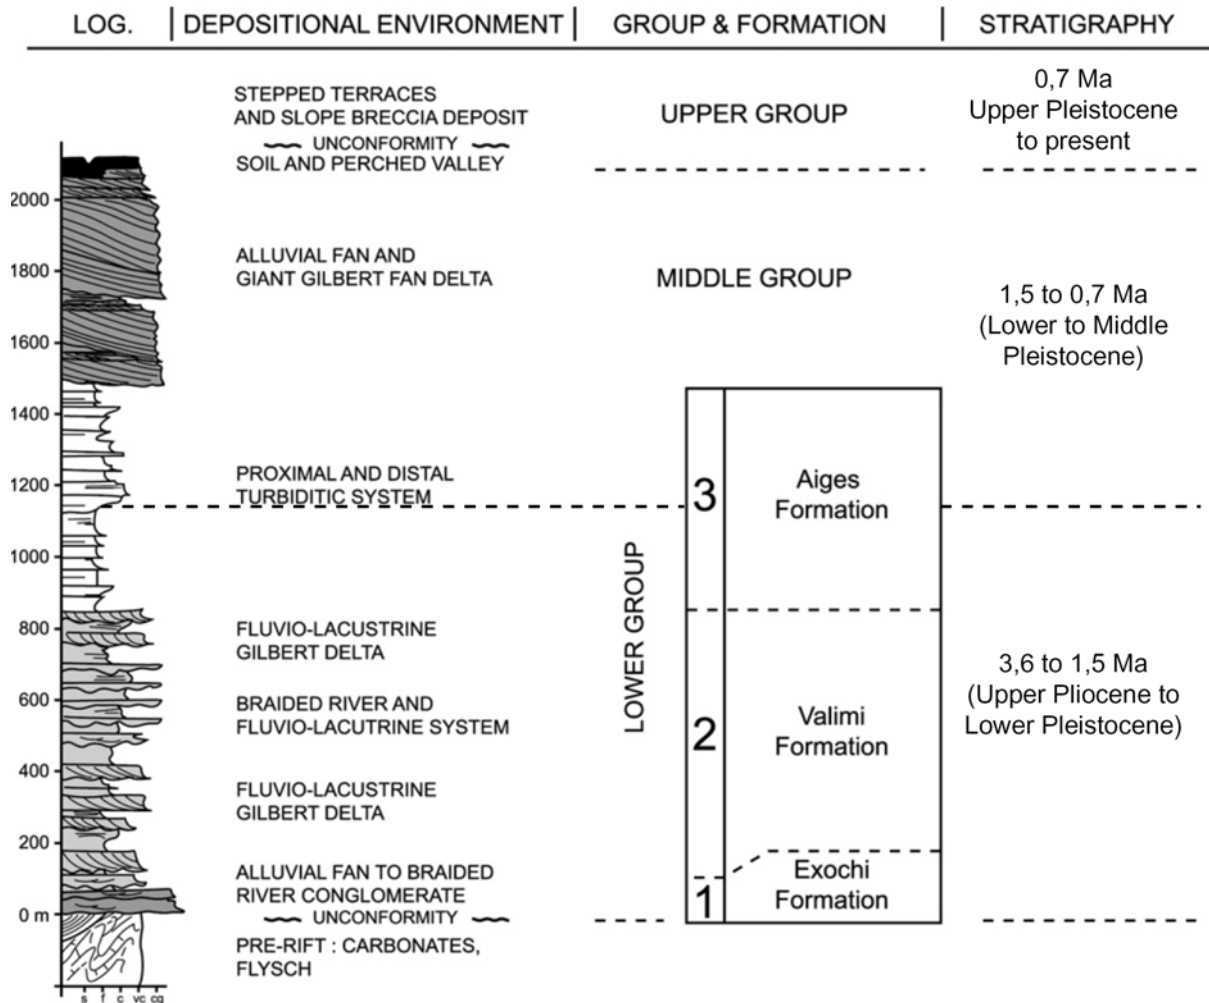 LOG. | DEPOSITIONAL ENVIRONMENT | GROUP & FORMATION | STRATIGRAPHY
STEPPED TERRACES
AND SLOPE BRECCIA DEPOSIT
UNCONFORMITY
SOIL AND PERCHED VALLEY
UPPER GROUP
0,7 Ma
Upper Pleistocene
to present
2000
1800
1600
1400
1200
1000
800
600
400
200
0 m
s f c vc cg
ALLUVIAL FAN AND
GIANT GILBERT FAN DELTA
MIDDLE GROUP
1,5 to 0,7 Ma
(Lower to Middle
Pleistocene)
PROXIMAL AND DISTAL
TURBIDITIC SYSTEM
3
Aiges
Formation
LOWER GROUP
FLUVIO-LACUSTRINE
GILBERT DELTA
BRAIDED RIVER AND
FLUVIO-LACUTRINE SYSTEM
FLUVIO-LACUSTRINE
GILBERT DELTA
2
Valimi
Formation
3,6 to 1,5 Ma
(Upper Pliocene to
Lower Pleistocene)
ALLUVIAL FAN TO BRAIDED
RIVER CONGLOMERATE
UNCONFORMITY
1
Exochi
Formation
PRE-RIFT : CARBONATES,
FLYSCH